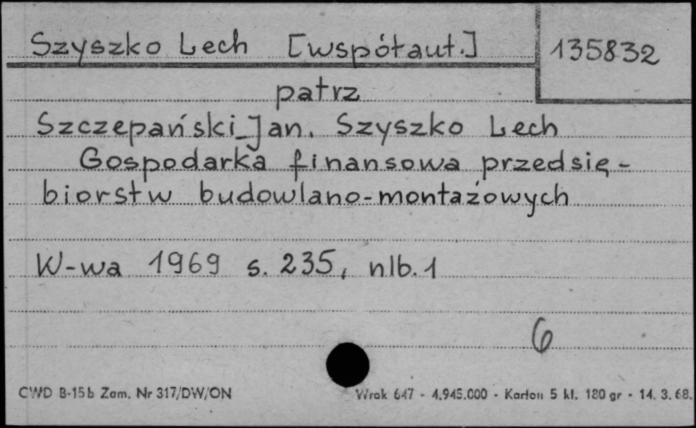 Szyszko Lech [współaut.] 135832
patrz
Szczepański Jan. Szyszko Lech
Gospodarka finansowa przedsię-
biorstw budowlano-montażowych
W-wa 1969 s. 235, nlb. 1
6
CWD B-15b Zam. Nr 317/DW/ON Wrak 647 - 4.945.000 - Karton 5 kl. 180 gr - 14. 3. 68.